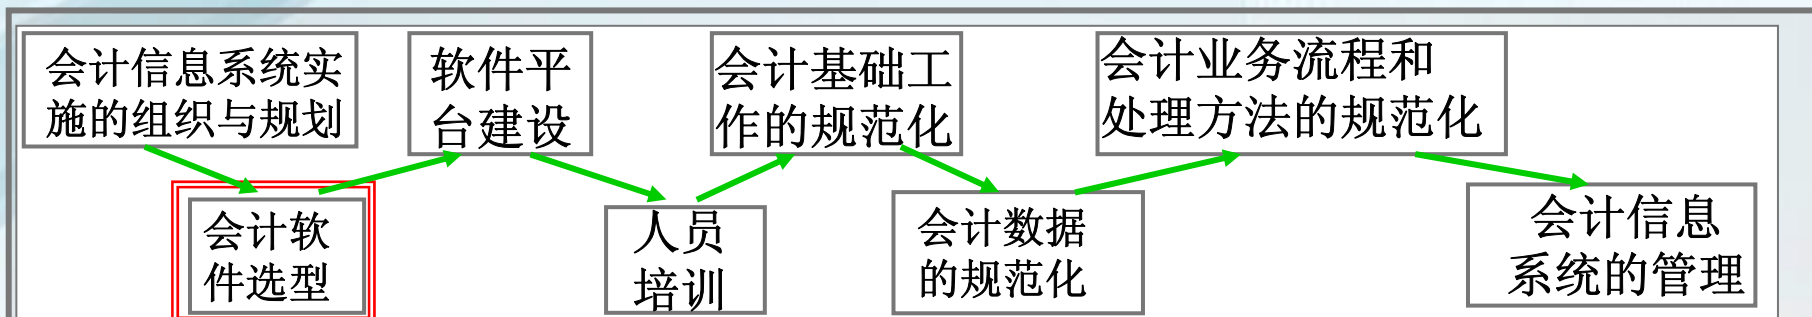 会计信息系统实
施的组织与规划
会计软
件选型
软件平
台建设
人员
培训
会计基础工
作的规范化
会计数据
的规范化
会计业务流程和
处理方法的规范化
会计信息
系统的管理